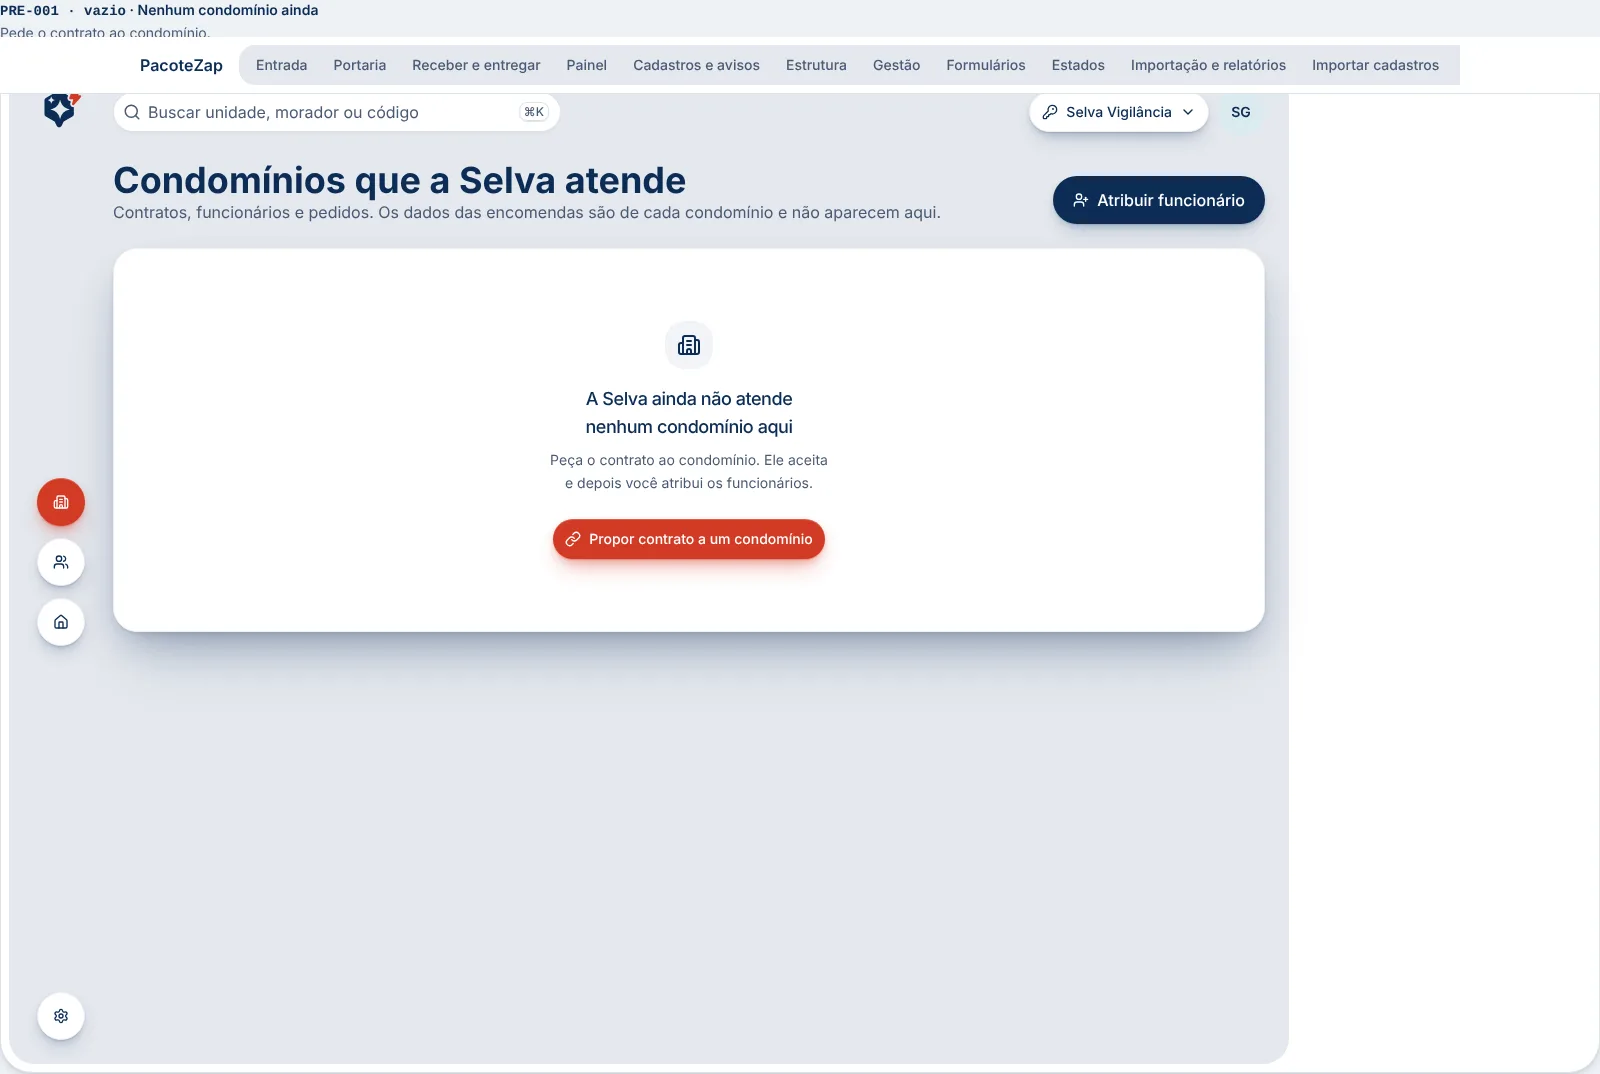 PRE-001 · vazio · Nenhum condomínio ainda
Pede o contrato ao condomínio.
PacoteZap
Entrada
Portaria
Receber e entregar
Painel
Cadastros e avisos
Estrutura
Gestão
Formulários
Estados
Importação e relatórios
Importar cadastros
Buscar unidade, morador ou código
⌘K
Selva Vigilância
SG
Condomínios que a Selva atende
Contratos, funcionários e pedidos. Os dados das encomendas são de cada condomínio e não aparecem aqui.
Atribuir funcionário
A Selva ainda não atende
nenhum condomínio aqui
Peça o contrato ao condomínio. Ele aceita
e depois você atribui os funcionários.
Propor contrato a um condomínio